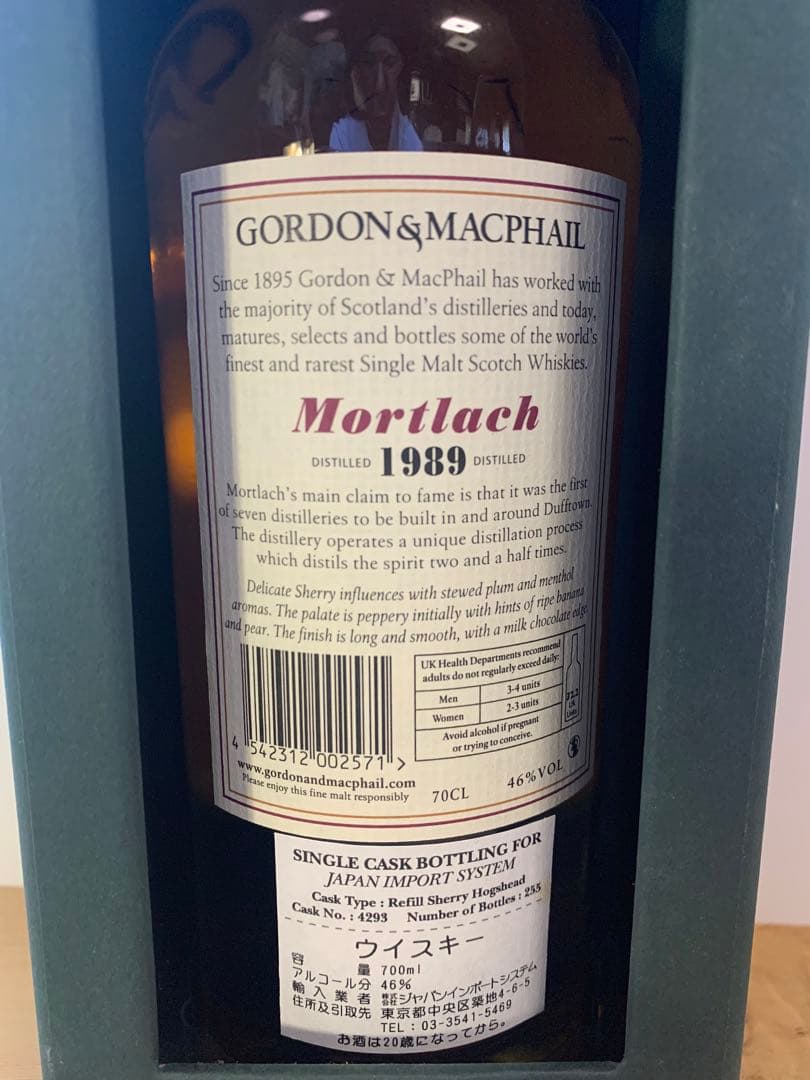 GORDON & MACPHAIL
Since 1895 Gordon & MacPhail has worked with
the majority of Scotland's distilleries and today,
matures, selects and bottles some of the world's
finest and rarest Single Malt Scotch Whiskies.
Mortlach
DISTILLED 1989 DISTILLED
Mortlach's main claim to fame is that it was the first
of seven distilleries to be built in and around Dufftown.
The distillery operates a unique distillation process
which distils the spirit two and a half times.
Delicate Sherry influences with stewed plum and menthol
aromas. The palate is peppery initially with hints of ripe banana
and pear. The finish is long and smooth, with a milk chocolate edge.
UK Health Departments recommend
adults do not regularly exceed daily:
Men 3-4 units
Women 2-3 units
Avoid alcohol if pregnant
or trying to conceive.
32.2
UK
Units
4 542312 002571 >
www.gordonandmacphail.com
Please enjoy this fine malt responsibly
70CL 46%VOL
SINGLE CASK BOTTLING FOR
JAPAN IMPORT SYSTEM
Cask Type : Refill Sherry Hogshead
Cask No. : 4293 Number of Bottles : 255
ウイスキー
容量 700ml
アルコール分 46%
輸入業者 株式会社ジャパンインポートシステム
住所及引取先 東京都中央区築地4-6-5
TEL : 03-3541-5469
お酒は20歳になってから。